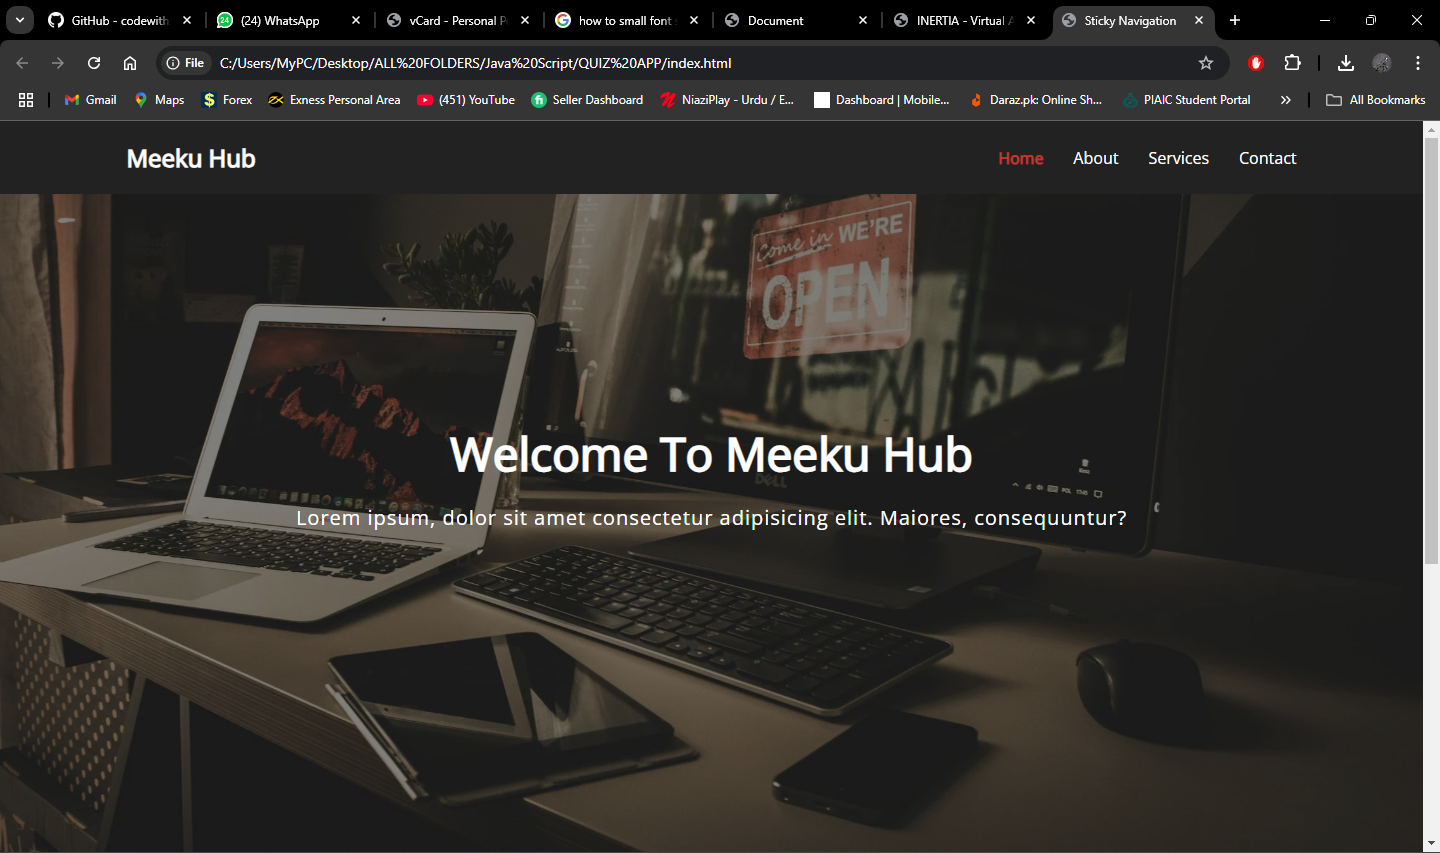 GitHub - codewith
(24) WhatsApp
vCard - Personal P
how to small font
Document
INERTIA - Virtual A
Sticky Navigation
File
C:/Users/MyPC/Desktop/ALL%20FOLDERS/Java%20Script/QUIZ%20APP/index.html
Gmail
Maps
Forex
Exness Personal Area
(451) YouTube
Seller Dashboard
NiaziPlay - Urdu / E...
Dashboard | Mobile...
Daraz.pk: Online Sh...
PIAIC Student Portal
All Bookmarks
Meeku Hub
Home
About
Services
Contact
Come in WE'RE
OPEN
Welcome To Meeku Hub
DELL
Lorem ipsum, dolor sit amet consectetur adipisicing elit. Maiores, consequuntur?